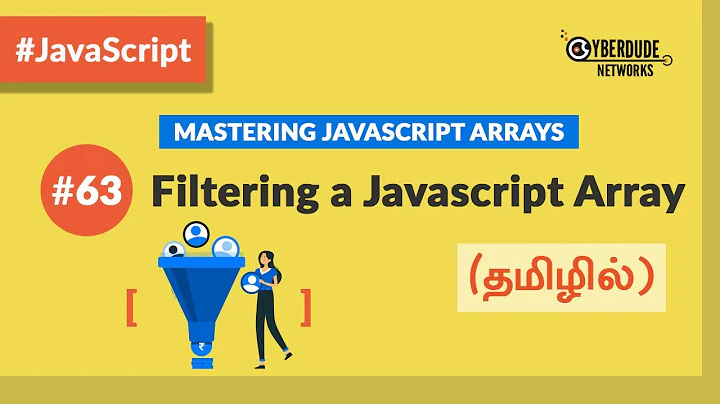 #JavaScript
CYBERDUDE
NETWORKS
MASTERING JAVASCRIPT ARRAYS
#63 Filtering a Javascript Array
(தமிழில்)
[ ]
₹